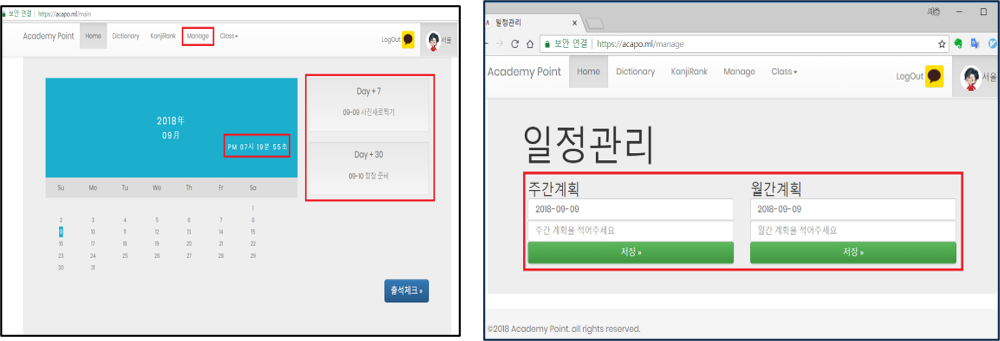 보안 연결 | https://acapo.ml/main
Academy Point Home Dictionary KanjiRank Manage Class LogOut 서울
2018年
09月
PM 07시 19분 55초
Su Mo Tu We Th Fr Sa
1
2 3 4 5 6 7 8
9 10 11 12 13 14 15
16 17 18 19 20 21 22
23 24 25 26 27 28 29
30 31
Day + 7
09-09 사진새로찍기
Day + 30
09-10 정장 준비
출석체크 »
일정관리
보안 연결 | https://acapo.ml/manage
Academy Point Home Dictionary KanjiRank Manage Class LogOut 서울
일정관리
주간계획
2018-09-09
주간 계획을 적어주세요
저장 »
월간계획
2018-09-09
월간 계획을 적어주세요
저장 »
©2018 Academy Point. all rights reserved.